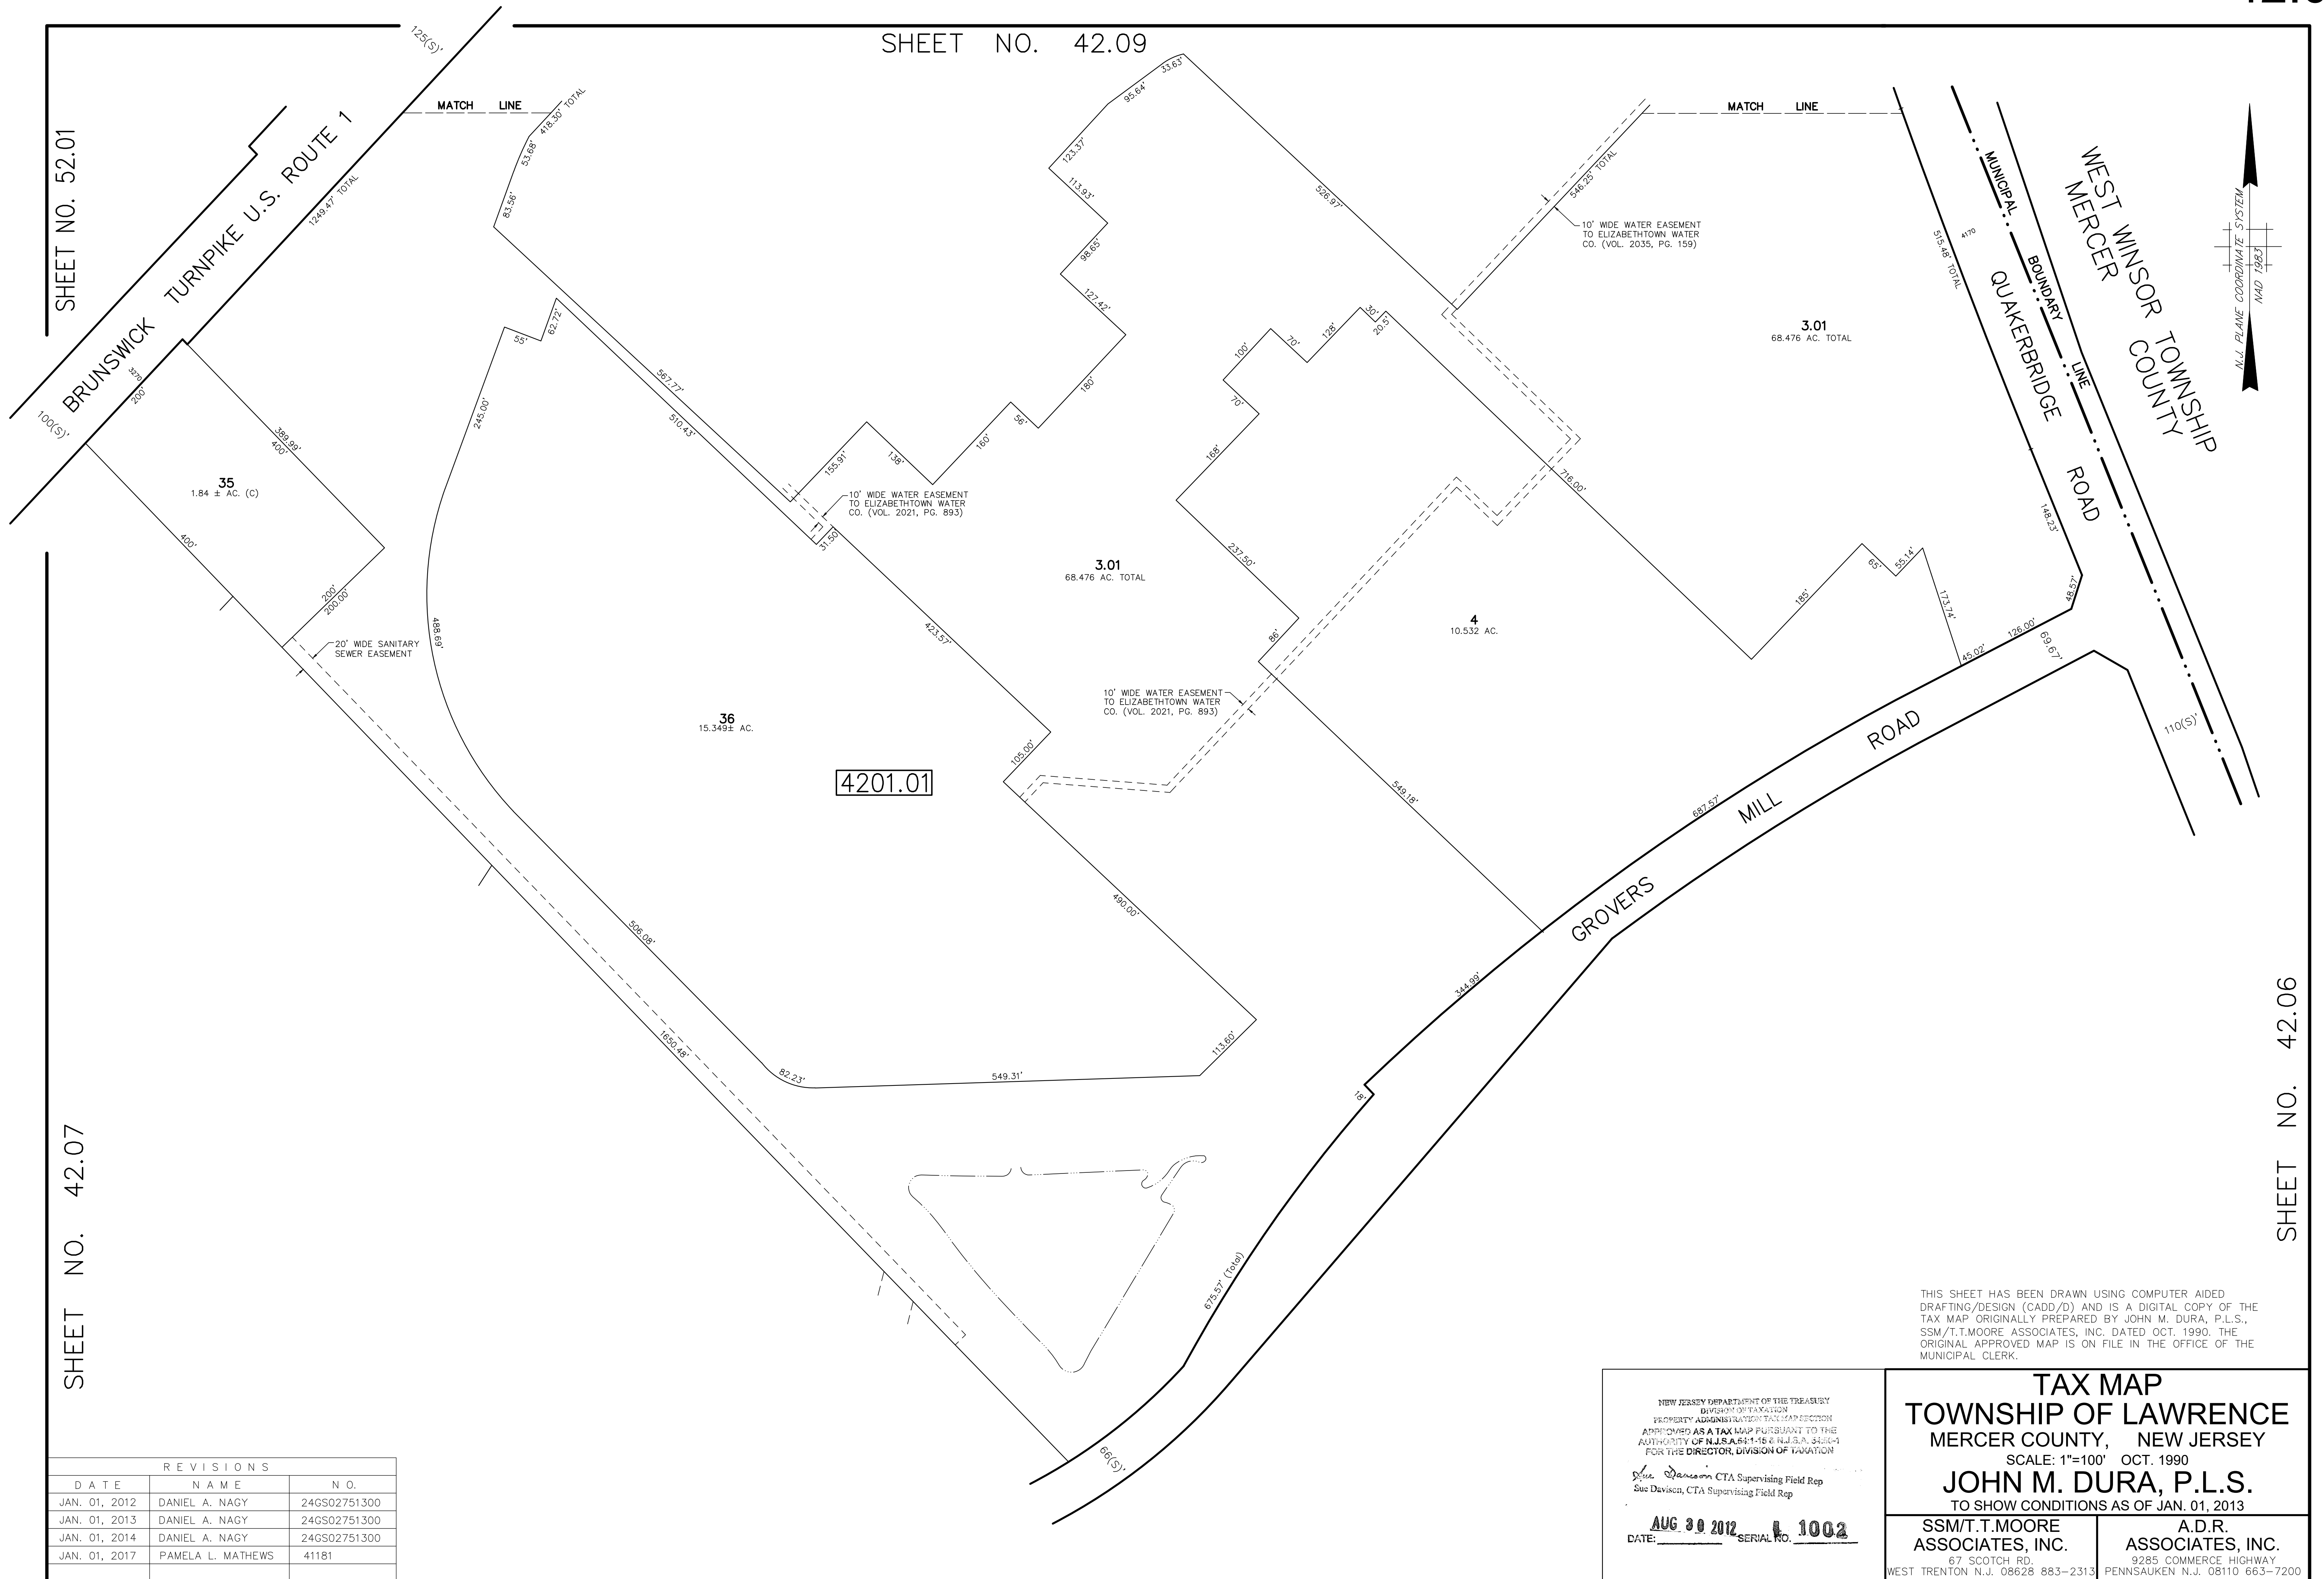 SHEET NO. 42.09
SHEET NO. 52.01
125(S)'
MATCH LINE
418.30' TOTAL
53.68'
83.56'
BRUNSWICK TURNPIKE U.S. ROUTE 1
1249.47' TOTAL
3270
200'
100(S)'
389.99'
400'
35
1.84 ± AC. (C)
400'
200'
200.00'
20' WIDE SANITARY
SEWER EASEMENT
55'
62.72'
245.00'
488.69'
567.77'
510.43'
31.50'
155.91'
138'
160'
56'
180'
127.42'
98.65'
113.93'
123.37'
95.64'
33.63'
526.97'
10' WIDE WATER EASEMENT
TO ELIZABETHTOWN WATER
CO. (VOL. 2021, PG. 893)
MATCH LINE
546.25' TOTAL
10' WIDE WATER EASEMENT
TO ELIZABETHTOWN WATER
CO. (VOL. 2035, PG. 159)
3.01
68.476 AC. TOTAL
515.48' TOTAL
4170
MUNICIPAL BOUNDARY LINE
QUAKERBRIDGE ROAD
WEST WINSOR TOWNSHIP
MERCER COUNTY
N.J. PLANE COORDINATE SYSTEM
NAD 1983
100'
70'
128'
30'
20.5'
70'
168'
237.50'
86'
716.00'
185'
65'
55.14'
173.74'
148.23'
48.57'
126.00'
45.02'
69.67'
110(S)'
3.01
68.476 AC. TOTAL
4
10.532 AC.
423.57'
105.00'
10' WIDE WATER EASEMENT
TO ELIZABETHTOWN WATER
CO. (VOL. 2021, PG. 893)
36
15.349± AC.
4201.01
549.18'
687.57'
GROVERS MILL ROAD
490.00'
344.99'
506.08'
1650.48'
82.23'
549.31'
113.60'
18'
675.57' (Total)
66(S)'
SHEET NO. 42.07
SHEET NO. 42.06
THIS SHEET HAS BEEN DRAWN USING COMPUTER AIDED
DRAFTING/DESIGN (CADD/D) AND IS A DIGITAL COPY OF THE
TAX MAP ORIGINALLY PREPARED BY JOHN M. DURA, P.L.S.,
SSM/T.T.MOORE ASSOCIATES, INC. DATED OCT. 1990. THE
ORIGINAL APPROVED MAP IS ON FILE IN THE OFFICE OF THE
MUNICIPAL CLERK.
REVISIONS
DATE NAME NO.
JAN. 01, 2012 DANIEL A. NAGY 24GS02751300
JAN. 01, 2013 DANIEL A. NAGY 24GS02751300
JAN. 01, 2014 DANIEL A. NAGY 24GS02751300
JAN. 01, 2017 PAMELA L. MATHEWS 41181
NEW JERSEY DEPARTMENT OF THE TREASURY
DIVISION OF TAXATION
PROPERTY ADMINISTRATION TAX MAP SECTION
APPROVED AS A TAX MAP PURSUANT TO THE
AUTHORITY OF N.J.S.A. 54:1-15 & N.J.S.A.
FOR THE DIRECTOR, DIVISION OF TAXATION
Sue Davison CTA Supervising Field Rep
Sue Davison, CTA Supervising Field Rep
DATE: AUG 30 2012 SERIAL NO. 1002
TAX MAP
TOWNSHIP OF LAWRENCE
MERCER COUNTY, NEW JERSEY
SCALE: 1"=100' OCT. 1990
JOHN M. DURA, P.L.S.
TO SHOW CONDITIONS AS OF JAN. 01, 2013
SSM/T.T.MOORE
ASSOCIATES, INC.
67 SCOTCH RD.
WEST TRENTON N.J. 08628 883-2313
A.D.R.
ASSOCIATES, INC.
9285 COMMERCE HIGHWAY
PENNSAUKEN N.J. 08110 663-7200